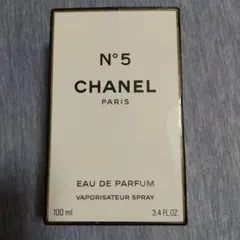 N°5
CHANEL
PARIS
EAU DE PARFUM
VAPORISATEUR SPRAY
100 ml 3.4 FL.OZ.